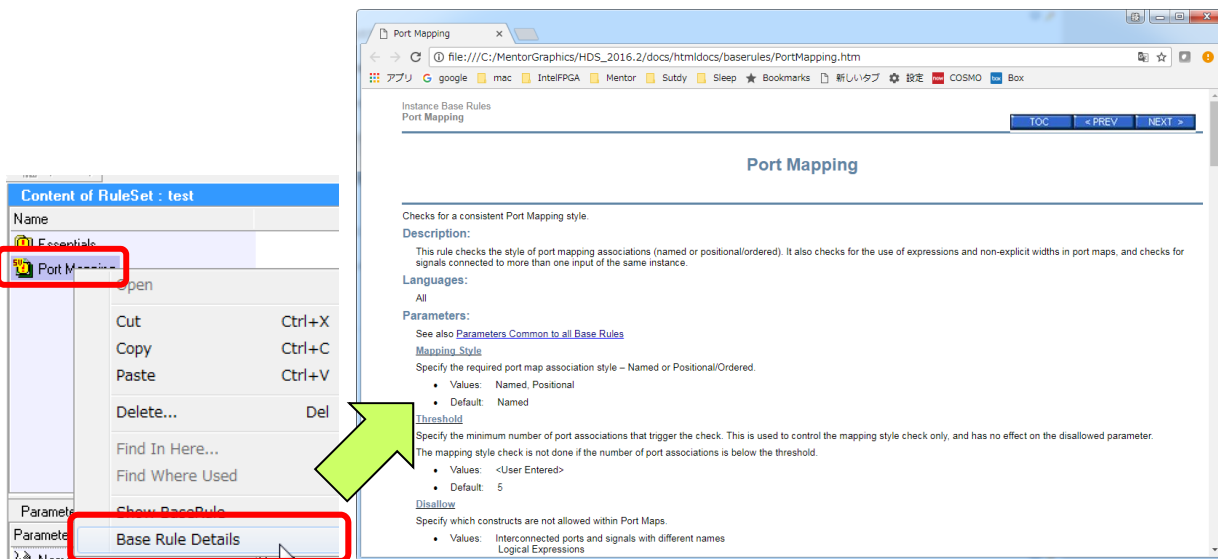 Content of RuleSet : test
Name
Essentials
Port Mapping
Open
Cut Ctrl+X
Copy Ctrl+C
Paste Ctrl+V
Delete... Del
Find In Here...
Find Where Used
Show BaseRule
Base Rule Details
Port Mapping
file:///C:/MentorGraphics/HDS_2016.2/docs/htmldocs/baserules/PortMapping.htm
アプリ google mac IntelFPGA Mentor Sutdy Sleep Bookmarks 新しいタブ 設定 COSMO Box
Instance Base Rules
Port Mapping
TOC < PREV NEXT >
Port Mapping
Checks for a consistent Port Mapping style.
Description:
This rule checks the style of port mapping associations (named or positional/ordered). It also checks for the use of expressions and non-explicit widths in port maps, and checks for
signals connected to more than one input of the same instance.
Languages:
All
Parameters:
See also Parameters Common to all Base Rules
Mapping Style
Specify the required port map association style – Named or Positional/Ordered.
• Values: Named, Positional
• Default: Named
Threshold
Specify the minimum number of port associations that trigger the check. This is used to control the mapping style check only, and has no effect on the disallowed parameter.
The mapping style check is not done if the number of port associations is below the threshold.
• Values: <User Entered>
• Default: 5
Disallow
Specify which constructs are not allowed within Port Maps.
• Values: Interconnected ports and signals with different names
Logical Expressions